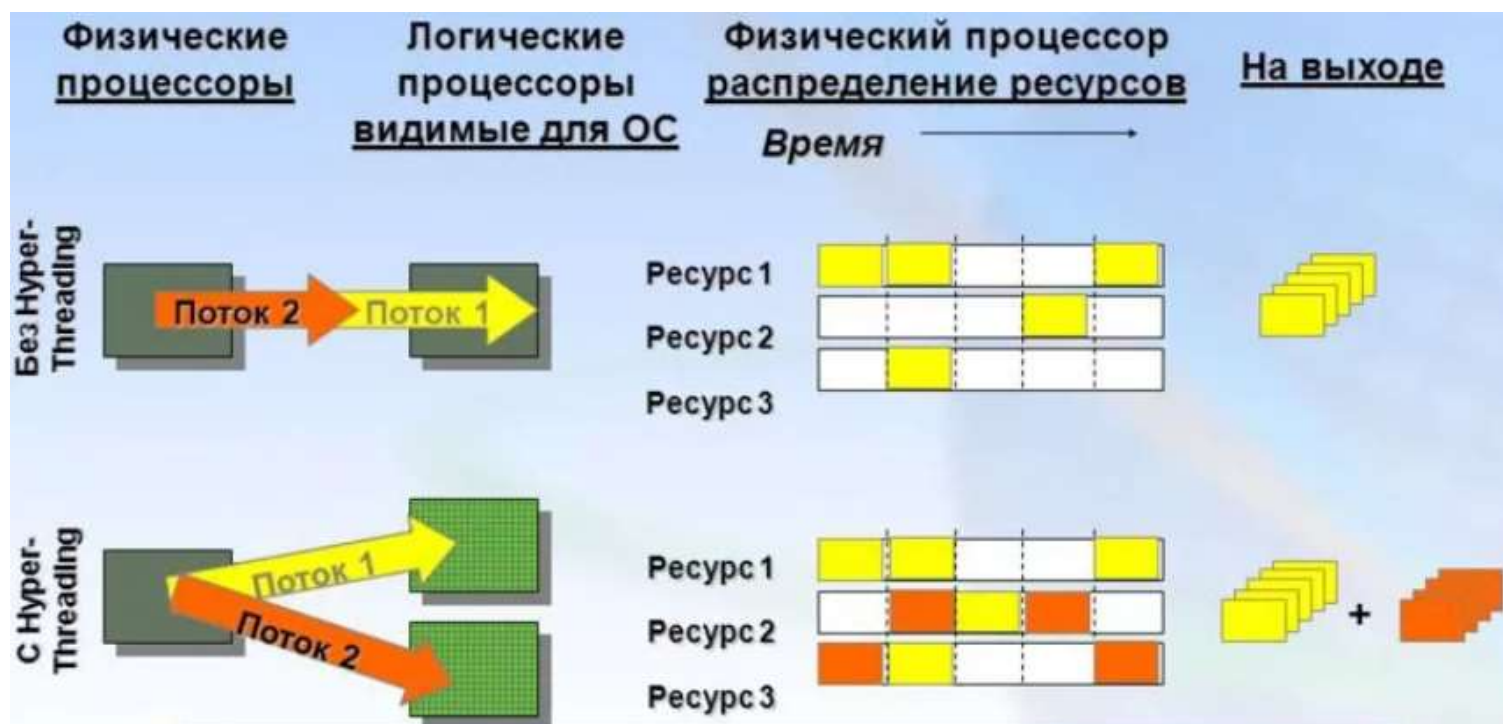 Физические
процессоры
Логические
процессоры
видимые для ОС
Физический процессор
распределение ресурсов
Время
На выходе
Без Hyper-
Threading
Поток 2
Поток 1
Ресурс 1
Ресурс 2
Ресурс 3
С Hyper-
Threading
Поток 1
Поток 2
Ресурс 1
Ресурс 2
Ресурс 3
+